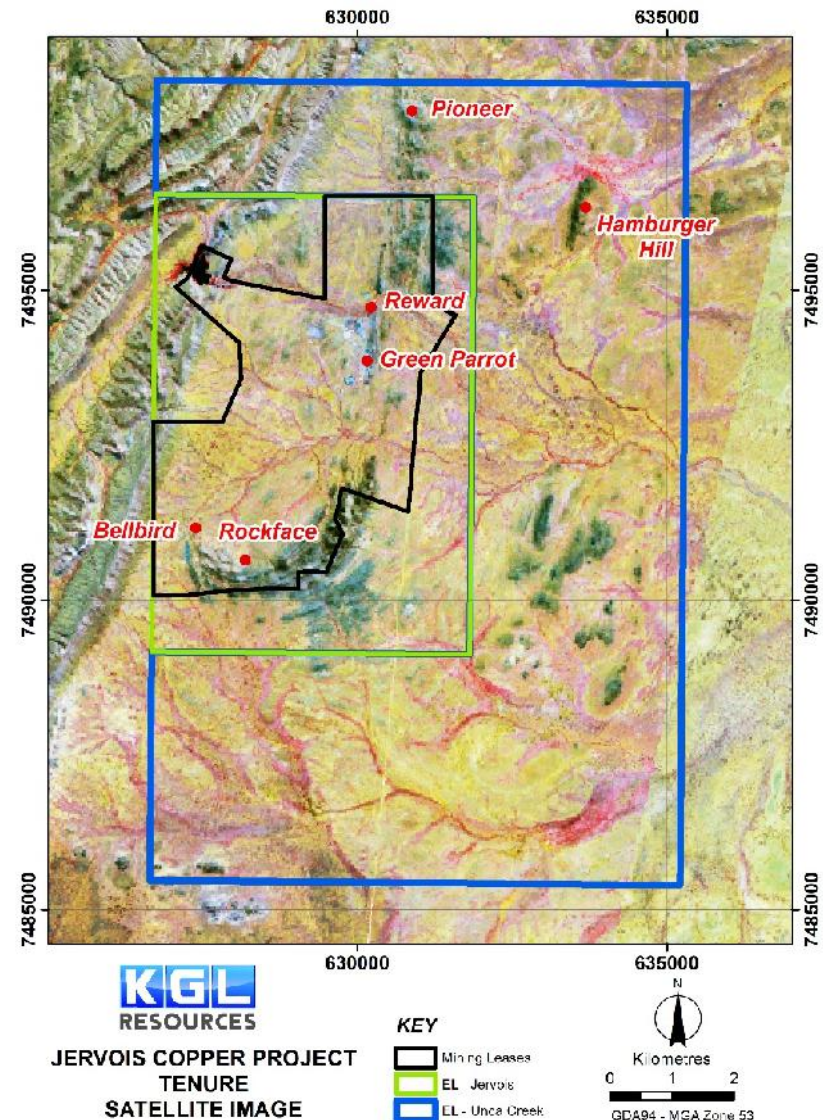 630000 635000
Pioneer
Hamburger
Hill
7495000 7495000
Reward
Green Parrot
Bellbird Rockface
7490000 7490000
7485000 7485000
630000 635000
KGL
RESOURCES
JERVOIS COPPER PROJECT
TENURE
SATELLITE IMAGE
KEY
Mining Leases
EL - Jervois
EL - Unca Creek
N
Kilometres
0 1 2
GDA94 - MGA Zone 53